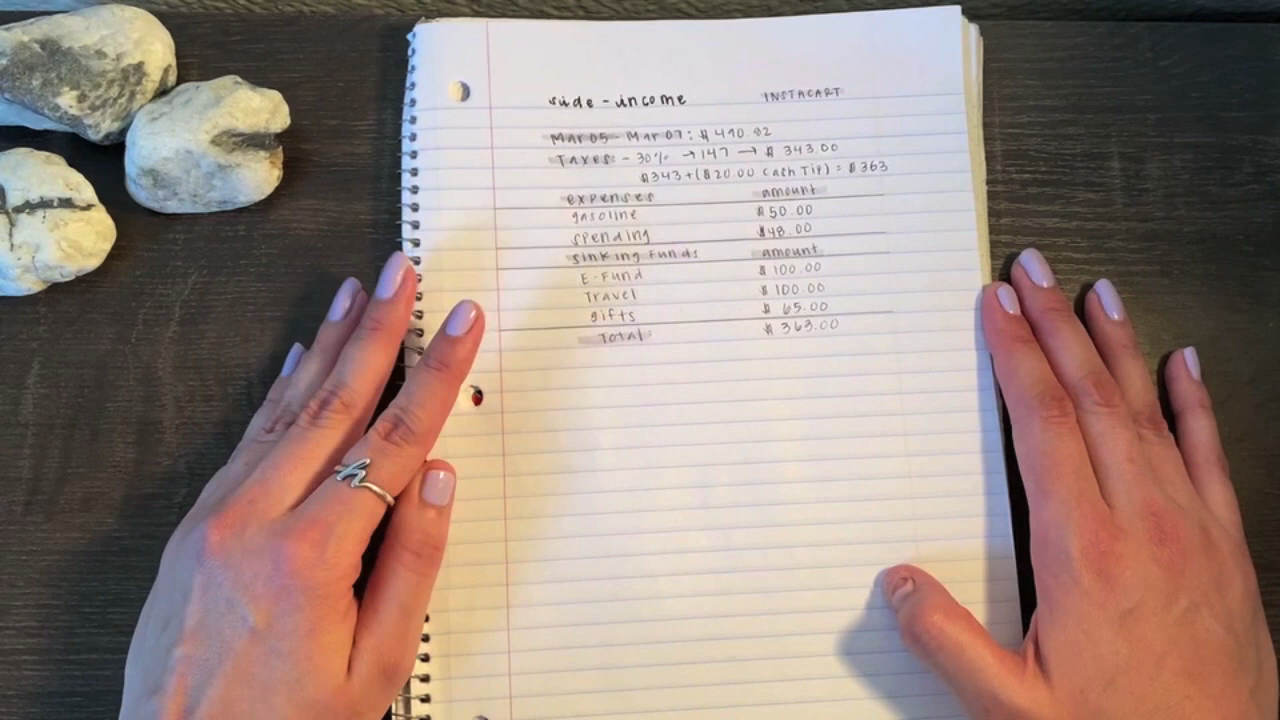 side-income INSTACART
Mar 05 - Mar 07: $490.92
Taxes: -30% → 147 → $343.00
$343+($20.00 Cash Tip) = $363
expenses amount
gasoline $50.00
spending $48.00
sinking Funds amount
E-Fund $100.00
Travel $100.00
gifts $65.00
Total: $363.00